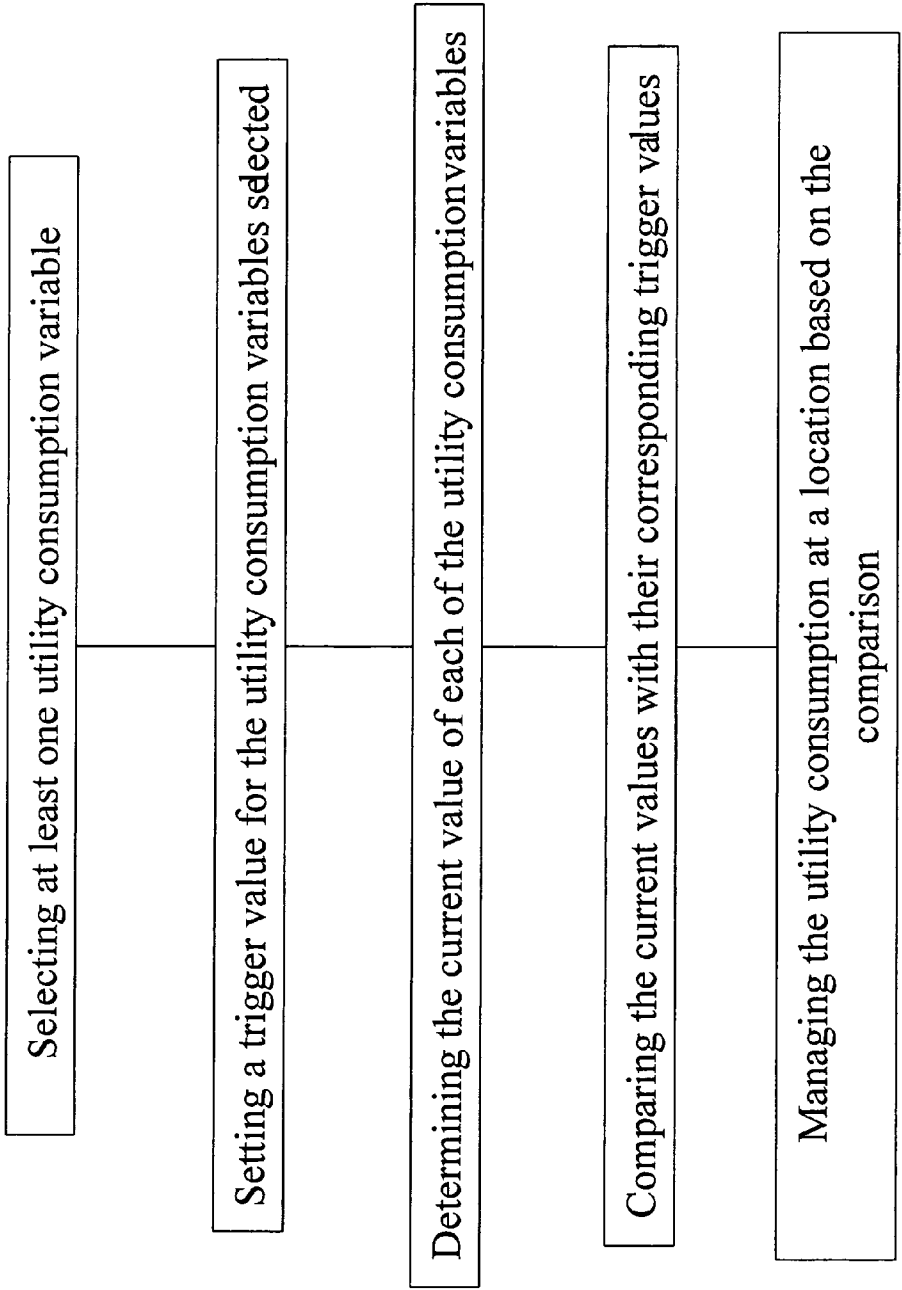 Selecting at least one utility consumption variable
Setting a trigger value for the utility consumption variables selected
Determining the current value of each of the utility consumptionvariables
Comparing the current values with their corresponding trigger values
Managing the utility consumption at a location based on the
comparison